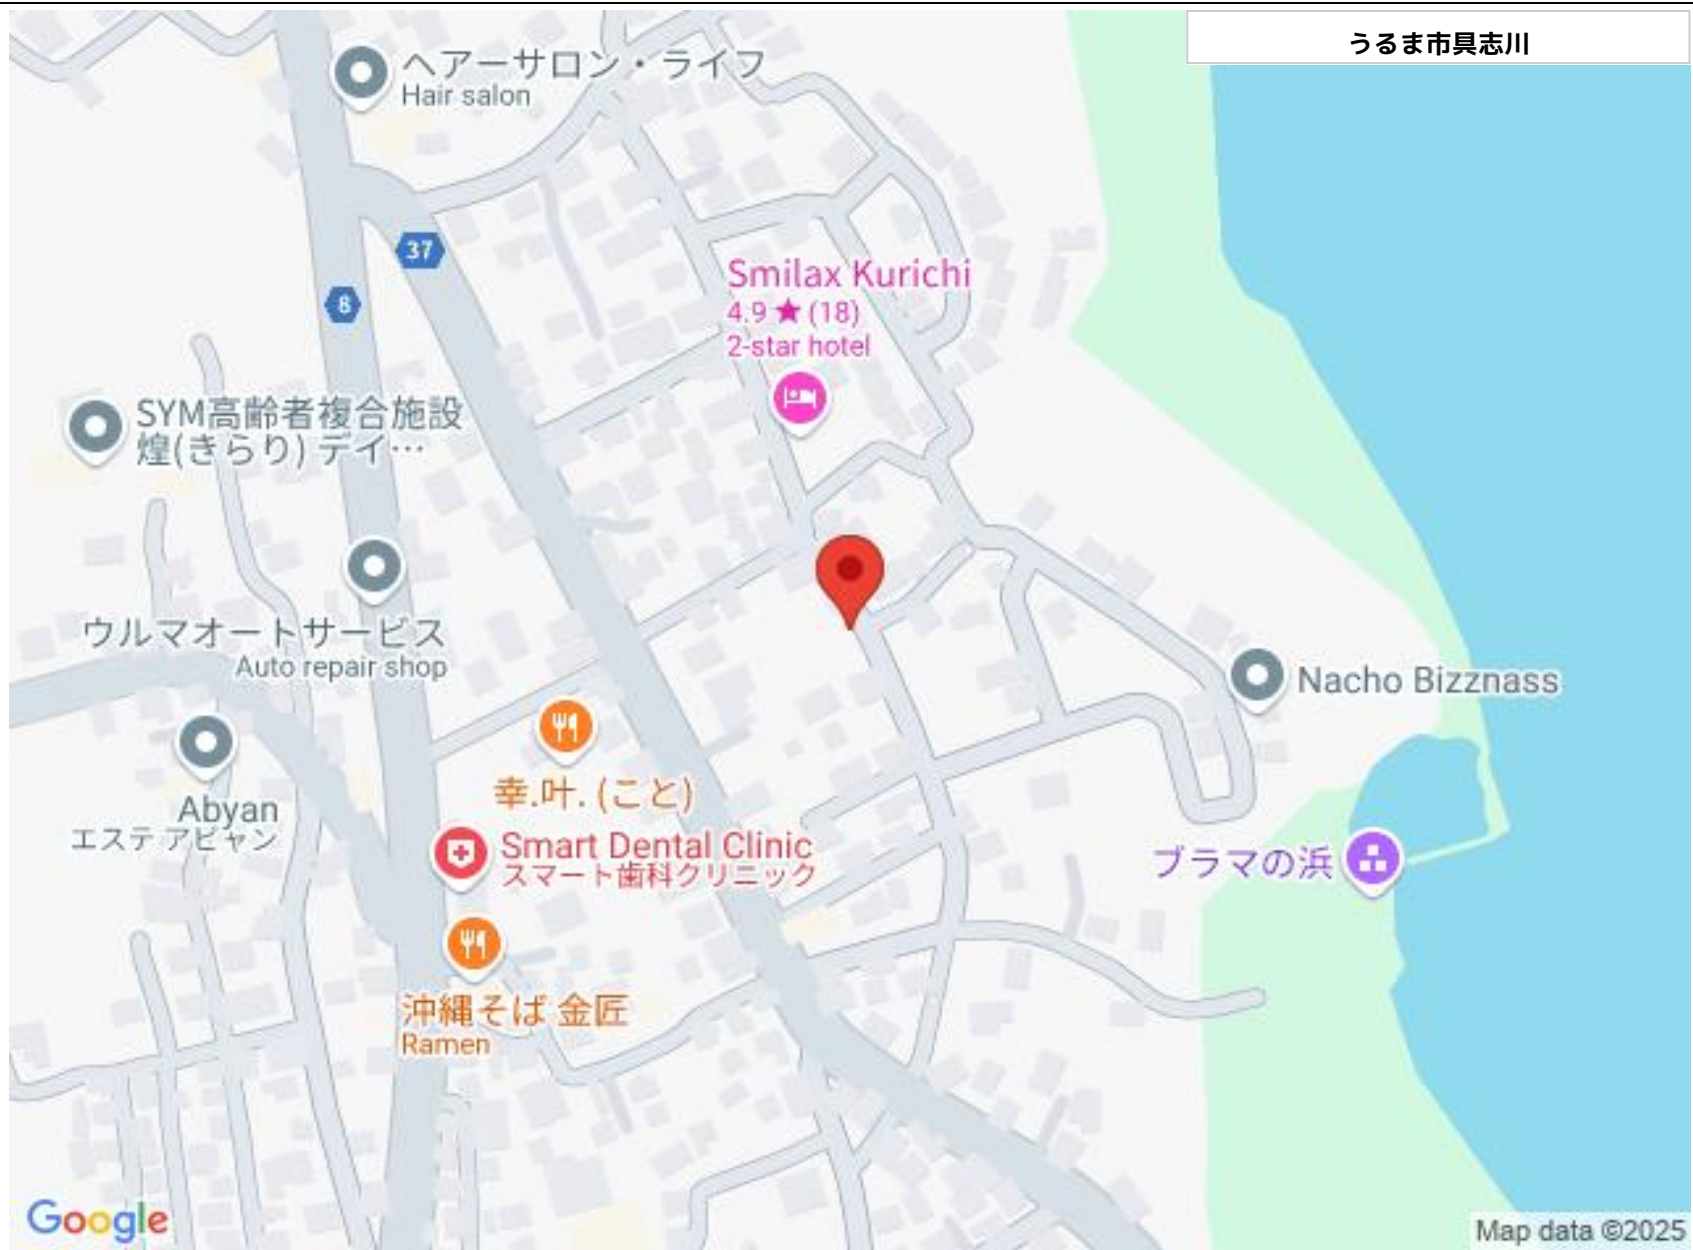 うるま市具志川
ヘアーサロン・ライフ
Hair salon
37
8
Smilax Kurichi
4.9 ★ (18)
2-star hotel
SYM高齢者複合施設
煌(きらり) デイ…
ウルマオートサービス
Auto repair shop
Nacho Bizznass
幸.叶. (こと)
Abyan
エステ アビヤン
Smart Dental Clinic
スマート歯科クリニック
ブラマの浜
沖縄そば 金匠
Ramen
Google
Map data ©2025